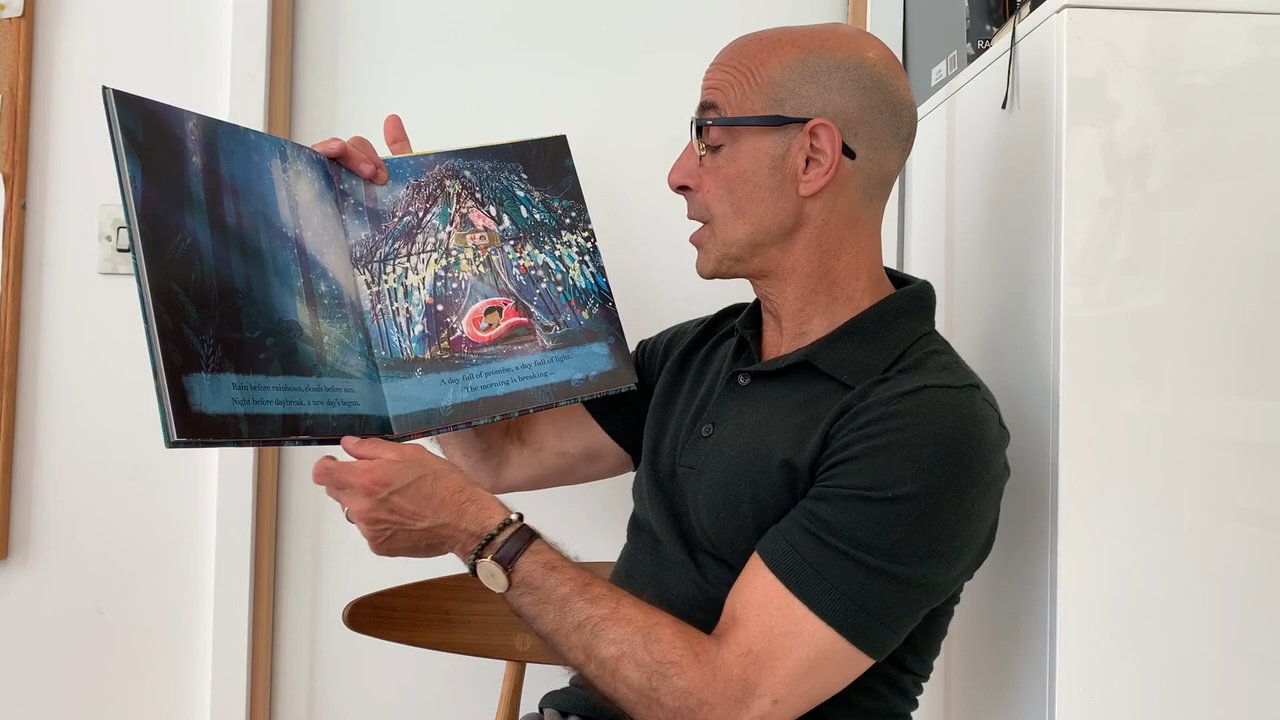 Rain before rainbows, clouds before sun,
Night before daybreak, a new day's begun.
A day full of promise, a day full of light.
The morning is breaking ...
RA